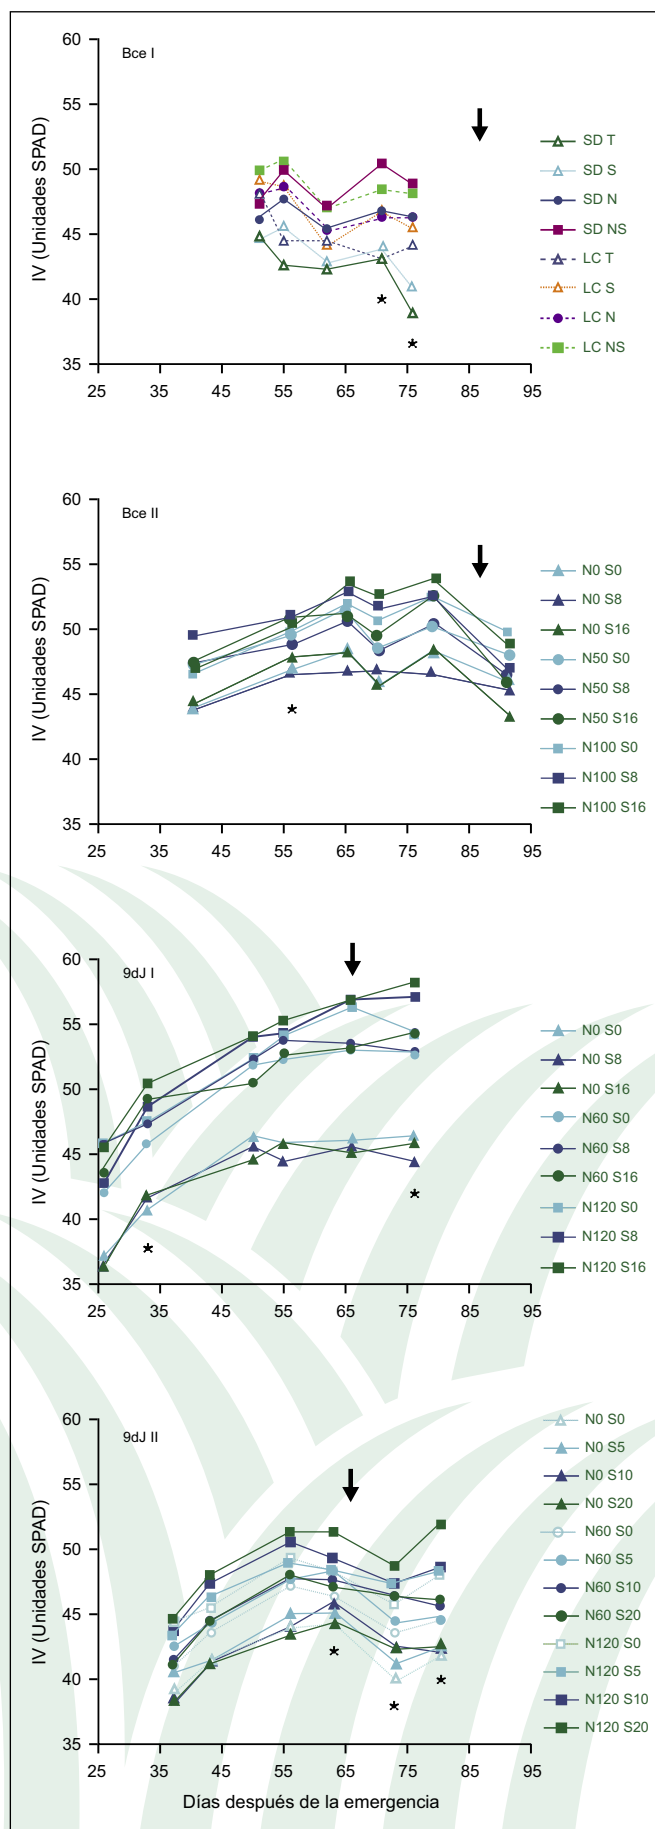 60
Bce I
55
50
45
40
35
IV (Unidades SPAD)
25 35 45 55 65 75 85 95
*
*
SD T
SD S
SD N
SD NS
LC T
LC S
LC N
LC NS
60
Bce II
55
50
45
40
35
IV (Unidades SPAD)
25 35 45 55 65 75 85 95
*
N0 S0
N0 S8
N0 S16
N50 S0
N50 S8
N50 S16
N100 S0
N100 S8
N100 S16
60
9dJ I
55
50
45
40
35
IV (Unidades SPAD)
25 35 45 55 65 75 85 95
*
*
N0 S0
N0 S8
N0 S16
N60 S0
N60 S8
N60 S16
N120 S0
N120 S8
N120 S16
60
9dJ II
55
50
45
40
35
IV (Unidades SPAD)
25 35 45 55 65 75 85 95
*
*
*
N0 S0
N0 S5
N0 S10
N0 S20
N60 S0
N60 S5
N60 S10
N60 S20
N120 S0
N120 S5
N120 S10
N120 S20
Días después de la emergencia